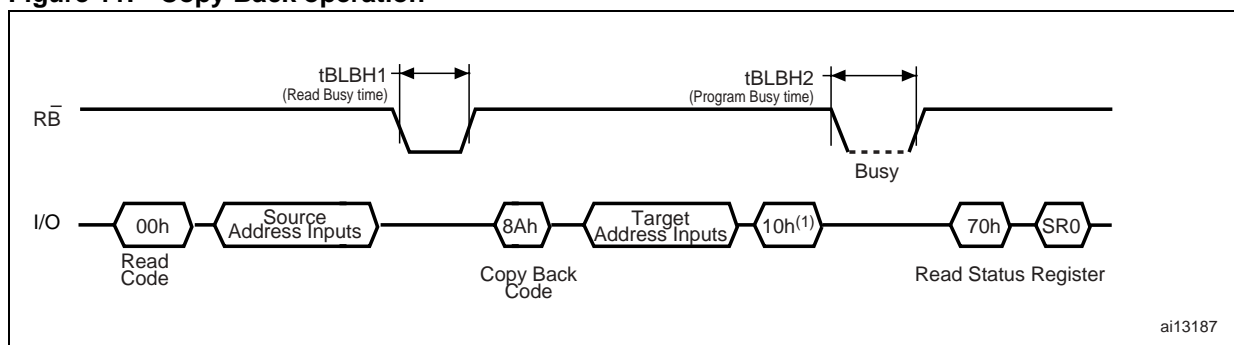 Figure 11. Copy Back operation
tBLBH1
(Read Busy time)
tBLBH2
(Program Busy time)
RB
Busy
I/O
00h
Source
Address Inputs
8Ah
Target
Address Inputs
10h(1)
70h
SR0
Read
Code
Copy Back
Code
Read Status Register
ai13187